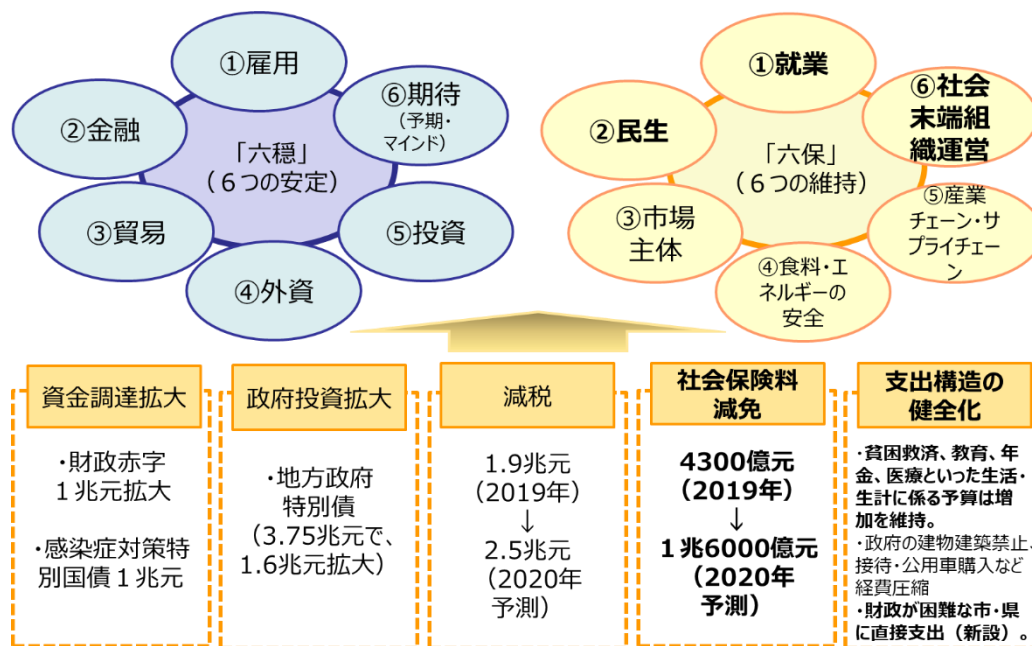 ①雇用
②金融
③貿易
④外資
⑤投資
⑥期待
(予期・
マインド)
「六穏」
(６つの安定)
①就業
②民生
③市場
主体
④食料・エ
ネルギーの
安全
⑤産業
チェーン・サ
プライチェー
ン
⑥社会
末端組
織運営
「六保」
(６つの維持)
資金調達拡大
・財政赤字
１兆元拡大
・感染症対策特
別国債１兆元
政府投資拡大
・地方政府
特別債
(3.75兆元で、
1.6兆元拡大)
減税
1.9兆元
(2019年)
↓
2.5兆元
(2020年
予測)
社会保険料
減免
4300億元
(2019年)
↓
１兆6000億元
(2020年
予測)
支出構造の
健全化
・貧困救済、教育、年
金、医療といった生活・
生計に係る予算は増
加を維持。
・政府の建物建築禁止、
接待・公用車購入など
経費圧縮
・財政が困難な市・県
に直接支出（新設）。